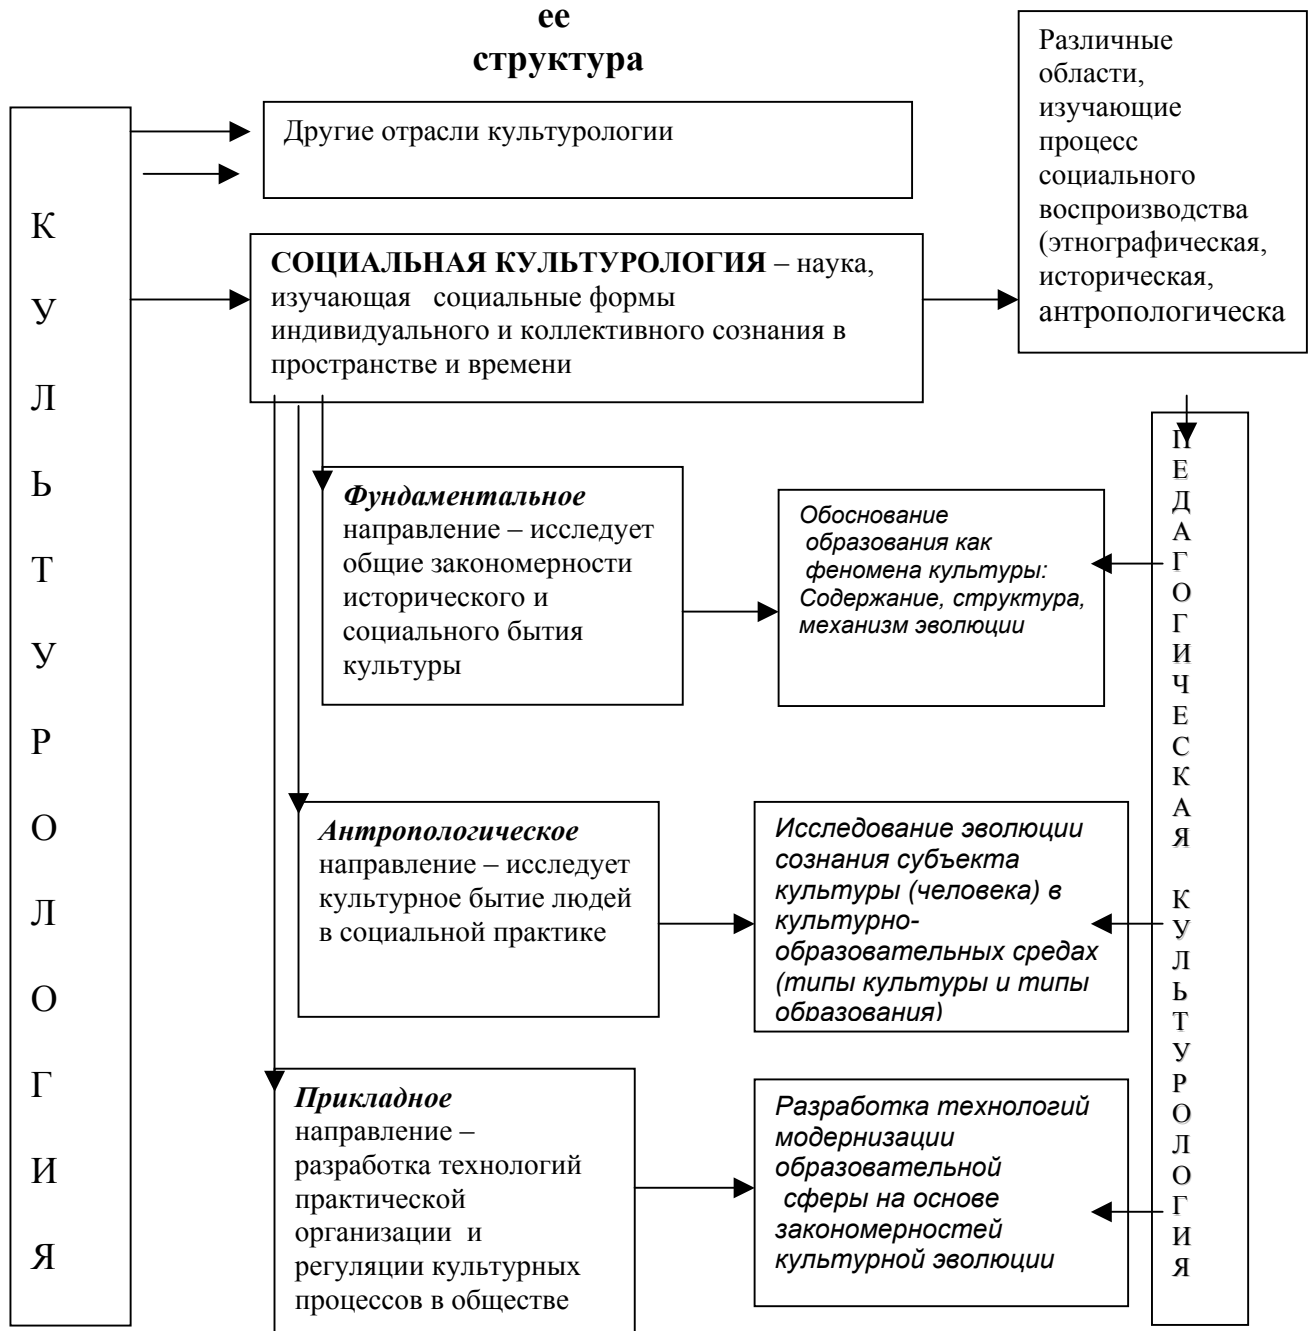 ее
структура
Различные
области,
изучающие
процесс
социального
воспроизводства
(этнографическая,
историческая,
антропологическа
Другие отрасли культурологии
КУЛЬТУРОЛОГИЯ
СОЦИАЛЬНАЯ КУЛЬТУРОЛОГИЯ – наука,
изучающая социальные формы
индивидуального и коллективного сознания в
пространстве и времени
Фундаментальное
направление – исследует
общие закономерности
исторического и
социального бытия
культуры
Обоснование
образования как
феномена культуры:
Содержание, структура,
механизм эволюции
ПЕДАГОГИЧЕСКАЯ КУЛЬТУРОЛОГИЯ
Антропологическое
направление – исследует
культурное бытие людей
в социальной практике
Исследование эволюции
сознания субъекта
культуры (человека) в
культурно-
образовательных средах
(типы культуры и типы
образования)
Прикладное
направление –
разработка технологий
практической
организации и
регуляции культурных
процессов в обществе
Разработка технологий
модернизации
образовательной
сферы на основе
закономерностей
культурной эволюции